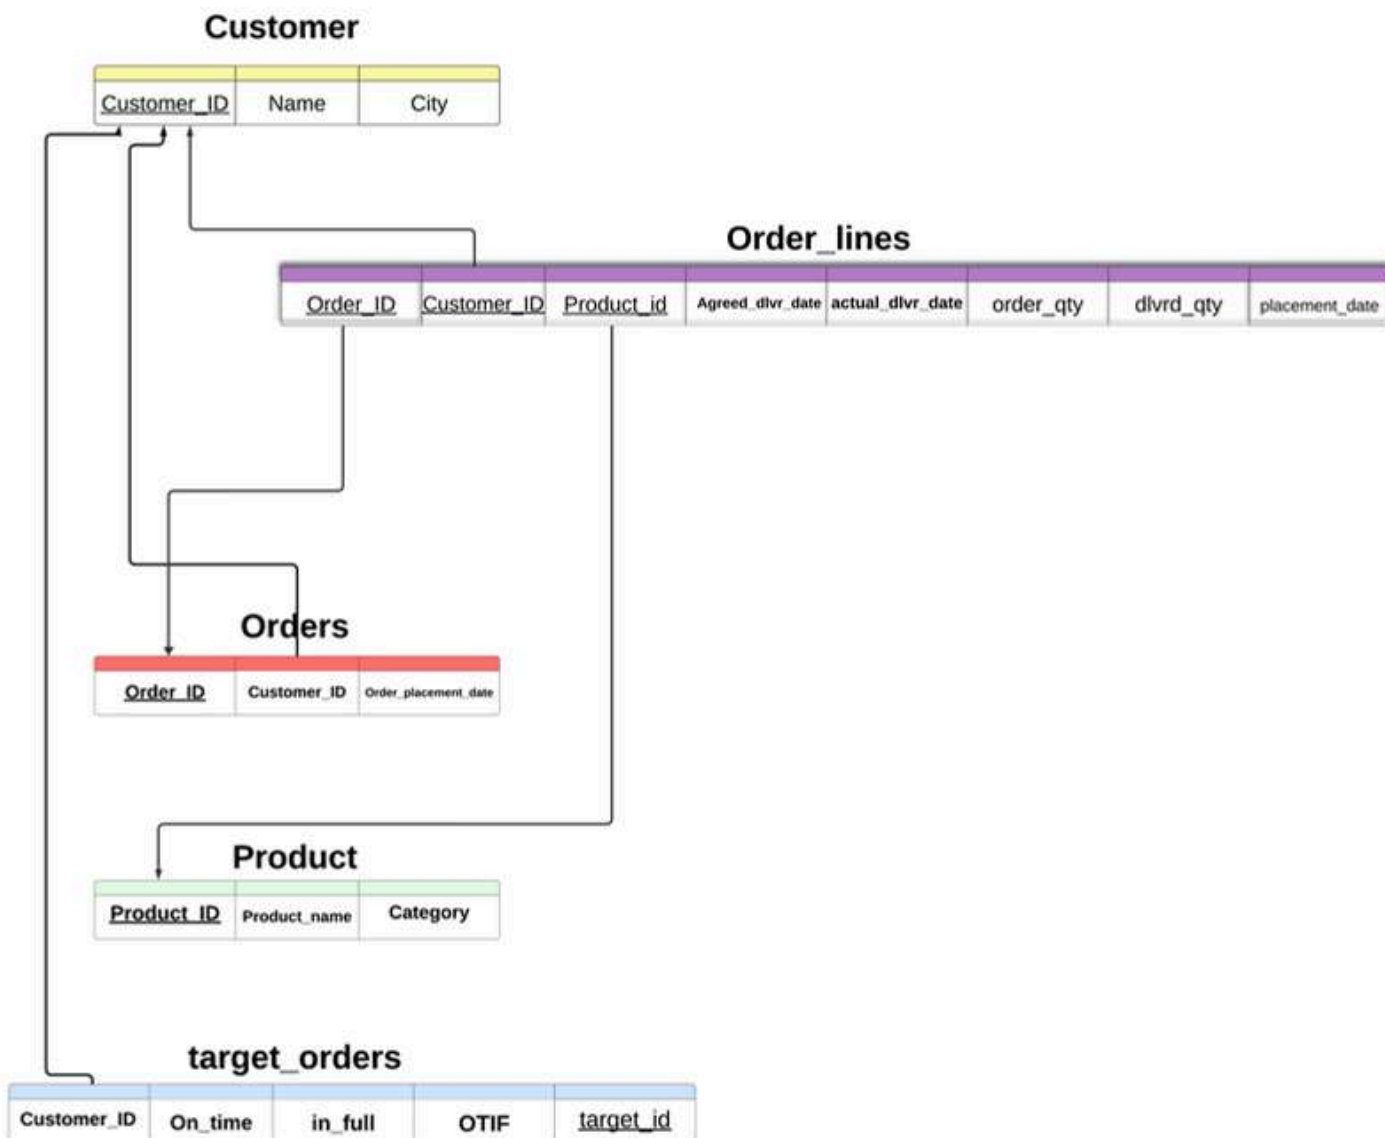 Customer
Customer_ID Name City
Order_lines
Order_ID Customer_ID Product_id Agreed_dlvr_date actual_dlvr_date order_qty dlvrd_qty placement_date
Orders
Order_ID Customer_ID Order_placement_date
Product
Product_ID Product_name Category
target_orders
Customer_ID On_time in_full OTIF target_id